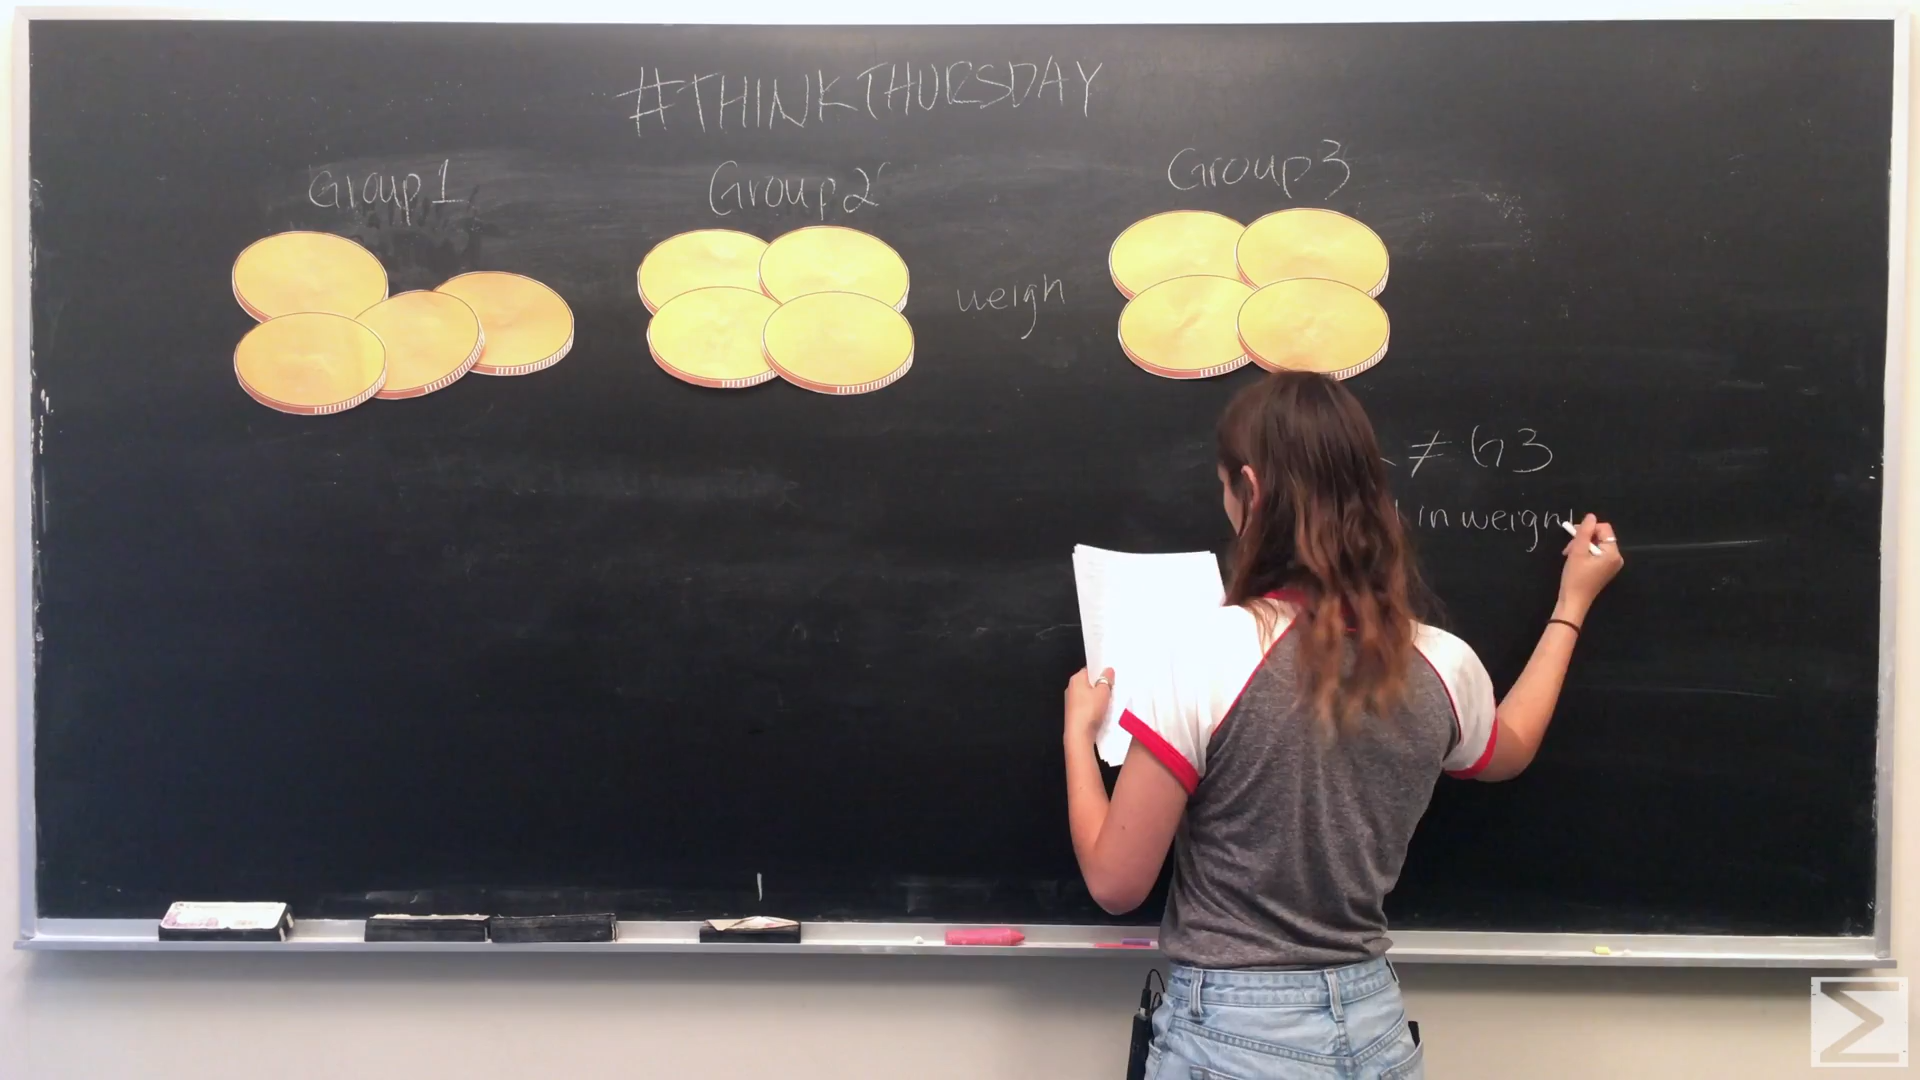 #THINKTHURSDAY
Group 1
Group 2
Group 3
weigh
≠ G3
in weight